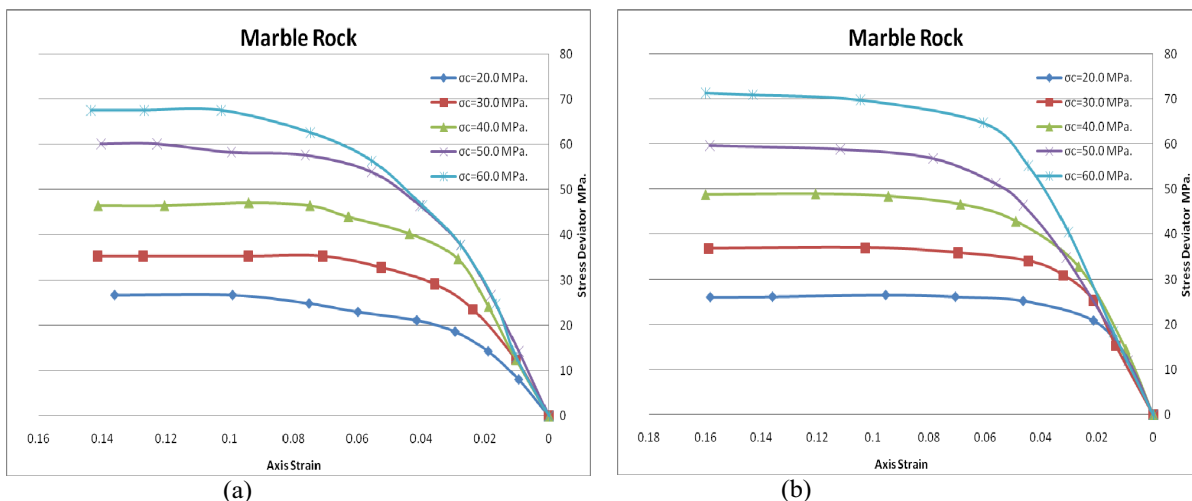 Marble Rock
σc=20.0 MPa.
σc=30.0 MPa.
σc=40.0 MPa.
σc=50.0 MPa.
σc=60.0 MPa.
80
70
60
50
40
30
20
10
0
Stress Deviator MPa.
0.16 0.14 0.12 0.1 0.08 0.06 0.04 0.02 0
Axis Strain
(a)
Marble Rock
σc=20.0 MPa.
σc=30.0 MPa.
σc=40.0 MPa.
σc=50.0 MPa.
σc=60.0 MPa.
80
70
60
50
40
30
20
10
0
Stress Deviator MPa.
0.18 0.16 0.14 0.12 0.1 0.08 0.06 0.04 0.02 0
Axis Strain
(b)